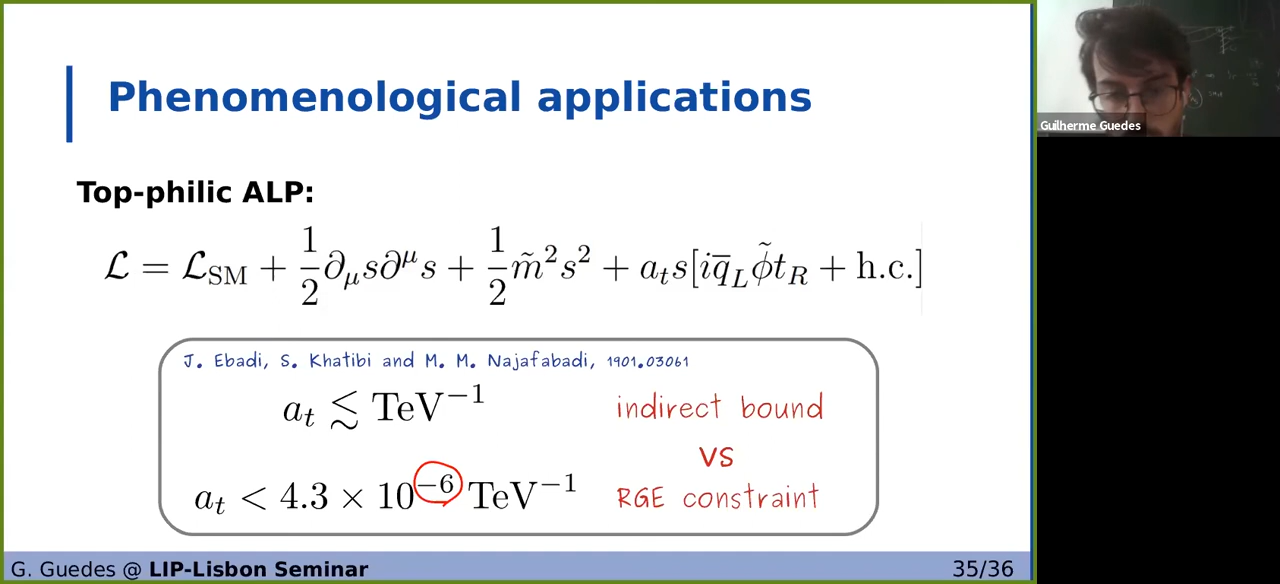 Phenomenological applications
Top-philic ALP:
ℒ = ℒ_SM + 1/2 ∂_μ s ∂^μ s + 1/2 m̃² s² + a_t s[i q̄_L φ̃ t_R + h.c.]
J. Ebadi, S. Khatibi and M. M. Najafabadi, 1901.03061
a_t ≲ TeV⁻¹ indirect bound
vs
a_t < 4.3 × 10⁻⁶ TeV⁻¹ RGE constraint
G. Guedes @ LIP-Lisbon Seminar 35/36
Guilherme Guedes